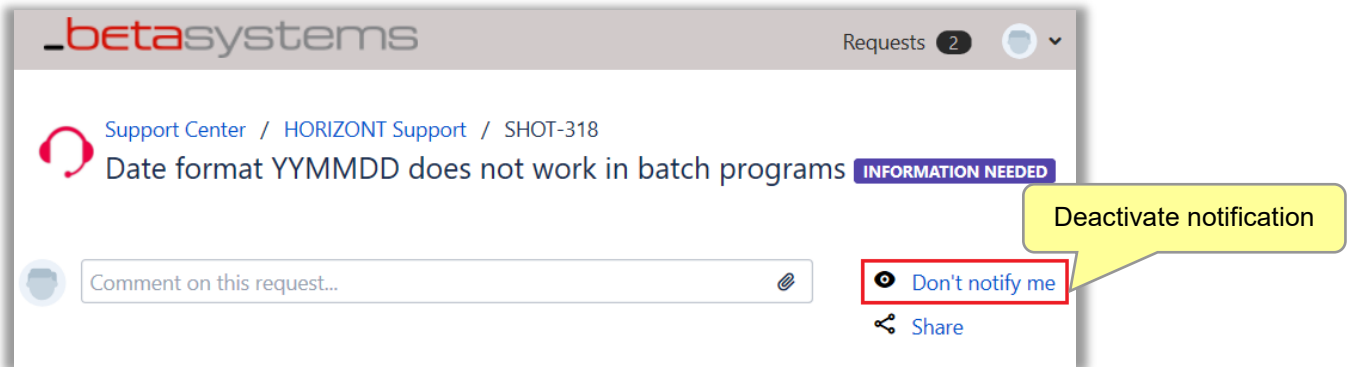 _betasystems
Requests 2
Support Center / HORIZONT Support / SHOT-318
Date format YYMMDD does not work in batch programs INFORMATION NEEDED
Deactivate notification
Comment on this request...
Don't notify me
Share